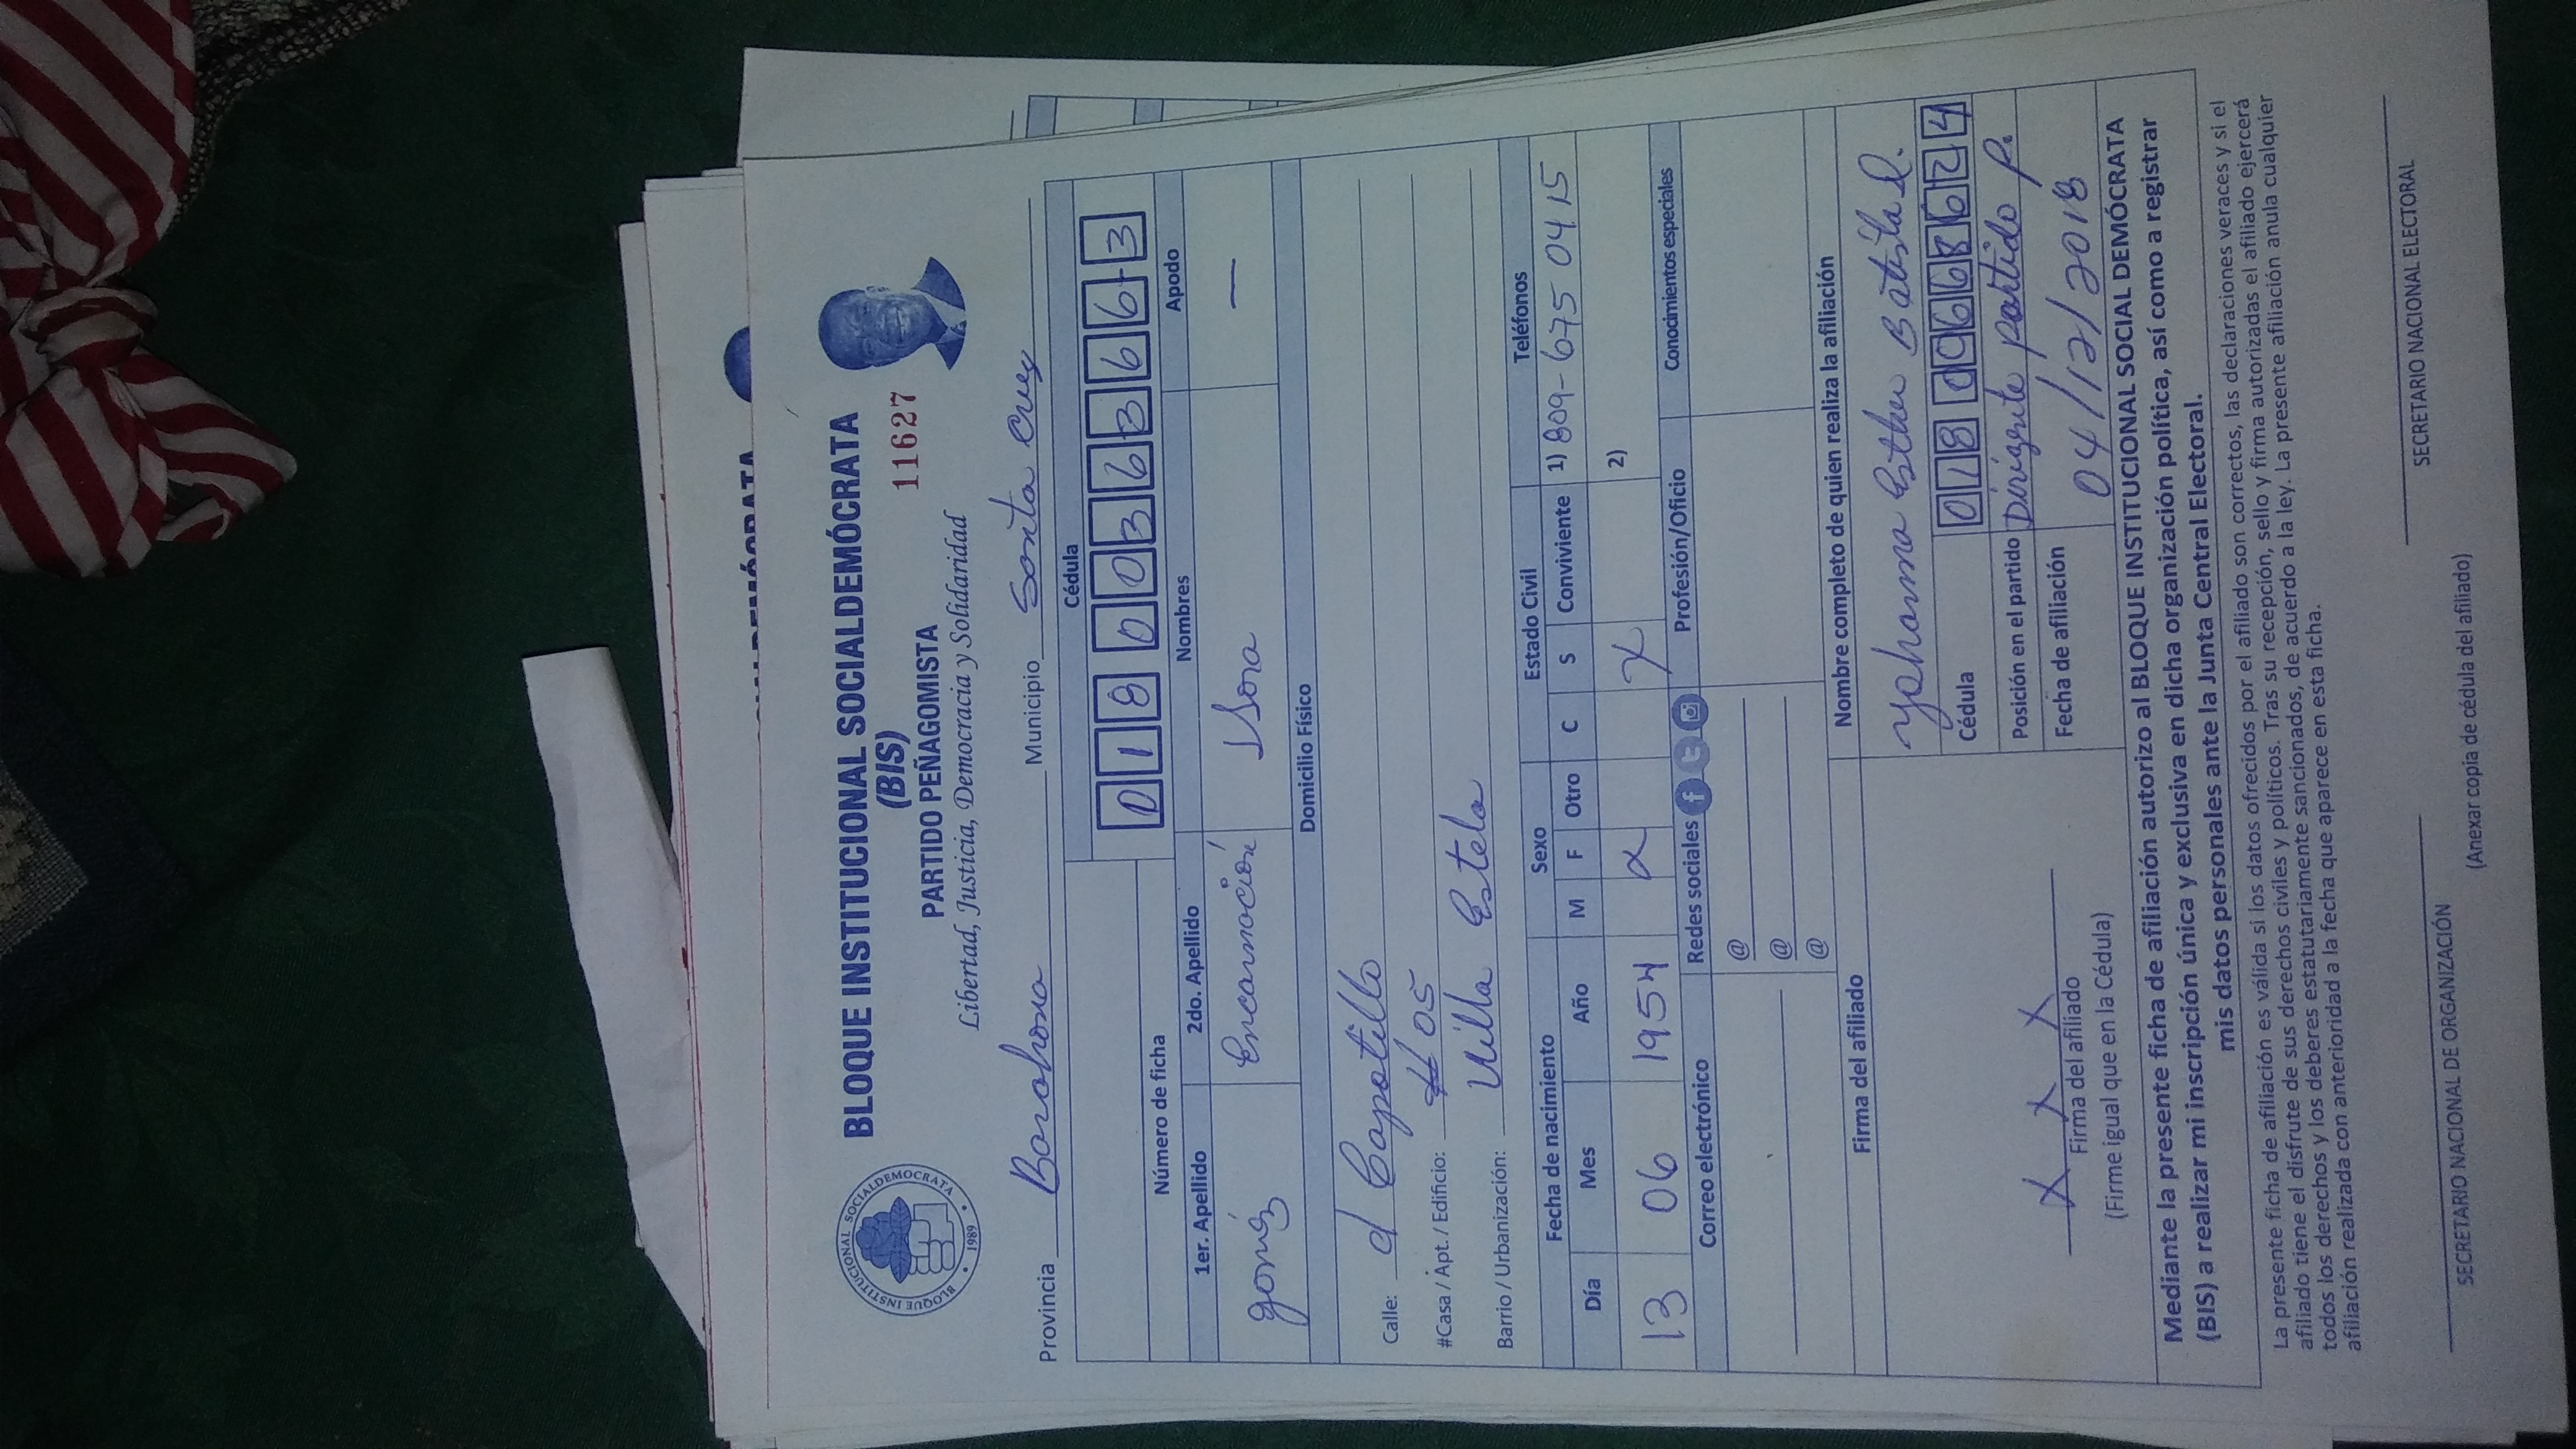 BLOQUE INSTITUCIONAL SOCIALDEMÓCRATA
(BIS)
PARTIDO PEÑAGOMISTA 11627
Libertad, Justicia, Democracia y Solidaridad
BLOQUE INSTITUCIONAL SOCIALDEMOCRATA • 1989 •
Provincia Barahona Municipio Santa Cruz
Cédula
Número de ficha 0 1 8 0 0 3 6 3 6 6 3
1er. Apellido 2do. Apellido Nombres Apodo
Encarnación Isora —
Domicilio Físico
Calle: Capotillo
#Casa / Apt. / Edificio: # 05
Barrio / Urbanización: Villa Estela
Fecha de nacimiento Sexo Estado Civil Teléfonos
Día Mes Año M F Otro C S Conviviente 1) 809-675 04 15
13 06 1954 X X 2)
Correo electrónico Redes sociales Profesión/Oficio Conocimientos especiales
@
@
@
Firma del afiliado Nombre completo de quien realiza la afiliación
Yohanna Esther Batista R.
Cédula 0 1 8 0 0 6 6 8 6 2 4
Posición en el partido Dirigente partido P.
Fecha de afiliación 04/12/2018
X X X
Firma del afiliado
(Firme igual que en la Cédula)
Mediante la presente ficha de afiliación autorizo al BLOQUE INSTITUCIONAL SOCIAL DEMÓCRATA
(BIS) a realizar mi inscripción única y exclusiva en dicha organización política, así como a registrar
mis datos personales ante la Junta Central Electoral.
La presente ficha de afiliación es válida si los datos ofrecidos por el afiliado son correctos, las declaraciones veraces y si el
afiliado tiene el disfrute de sus derechos civiles y políticos. Tras su recepción, sello y firma autorizadas el afiliado ejercerá
todos los derechos y los deberes estatutariamente sancionados, de acuerdo a la ley. La presente afiliación anula cualquier
afiliación realizada con anterioridad a la fecha que aparece en esta ficha.
SECRETARIO NACIONAL DE ORGANIZACIÓN SECRETARIO NACIONAL ELECTORAL
(Anexar copia de cédula del afiliado)